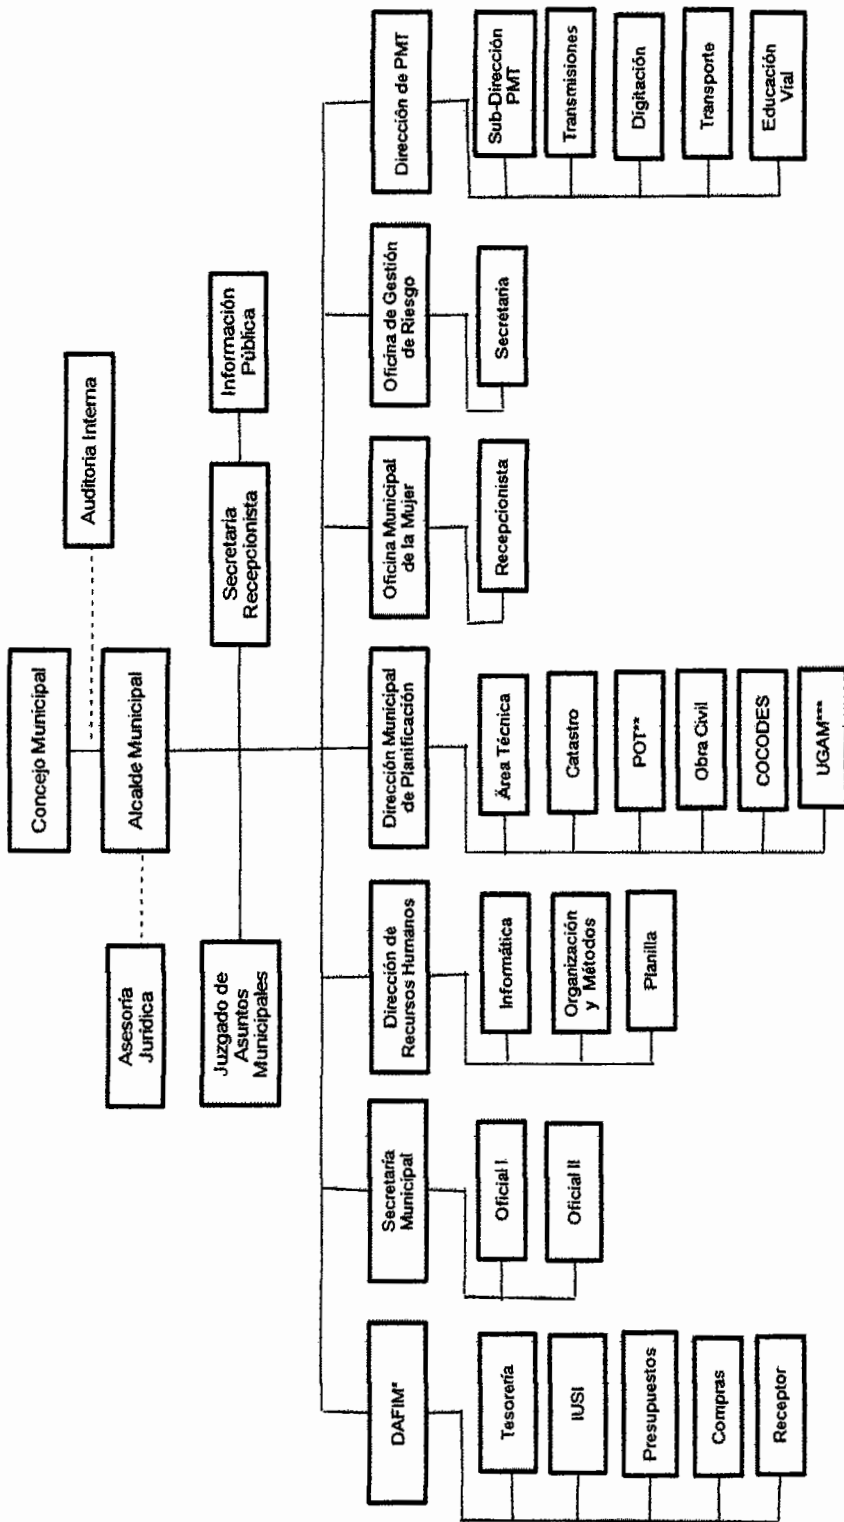 Concejo Municipal
Auditoria Interna
Alcalde Municipal
Asesoría
Jurídica
Juzgado de
Asuntos
Municipales
Secretaria
Recepcionista
Información
Pública
DAFIM*
Tesorería
IUSI
Presupuestos
Compras
Receptor
Secretaría
Municipal
Oficial I
Oficial II
Dirección de
Recursos Humanos
Informática
Organización
y Métodos
Planilla
Dirección Municipal
de Planificación
Área Técnica
Catastro
POT**
Obra Civil
COCODES
UGAM***
Oficina Municipal
de la Mujer
Recepcionista
Oficina de Gestión
de Riesgo
Secretaria
Dirección de PMT
Sub-Dirección
PMT
Transmisiones
Digitación
Transporte
Educación
Vial